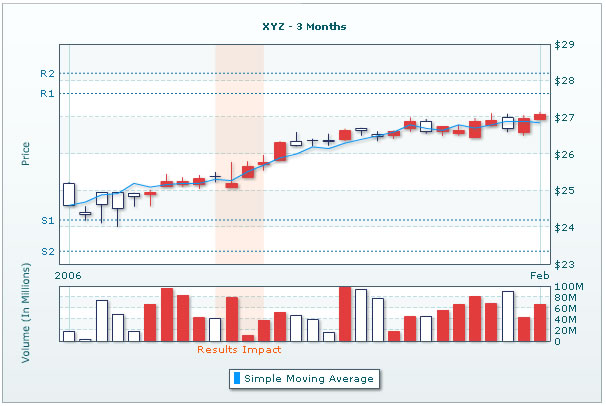 XYZ - 3 Months
$29
R2
$28
R1
$27
Price
$26
$25
S1
$24
S2
$23
2006
Feb
Volume (In Millions)
100M
80M
60M
40M
20M
0
Results Impact
Simple Moving Average